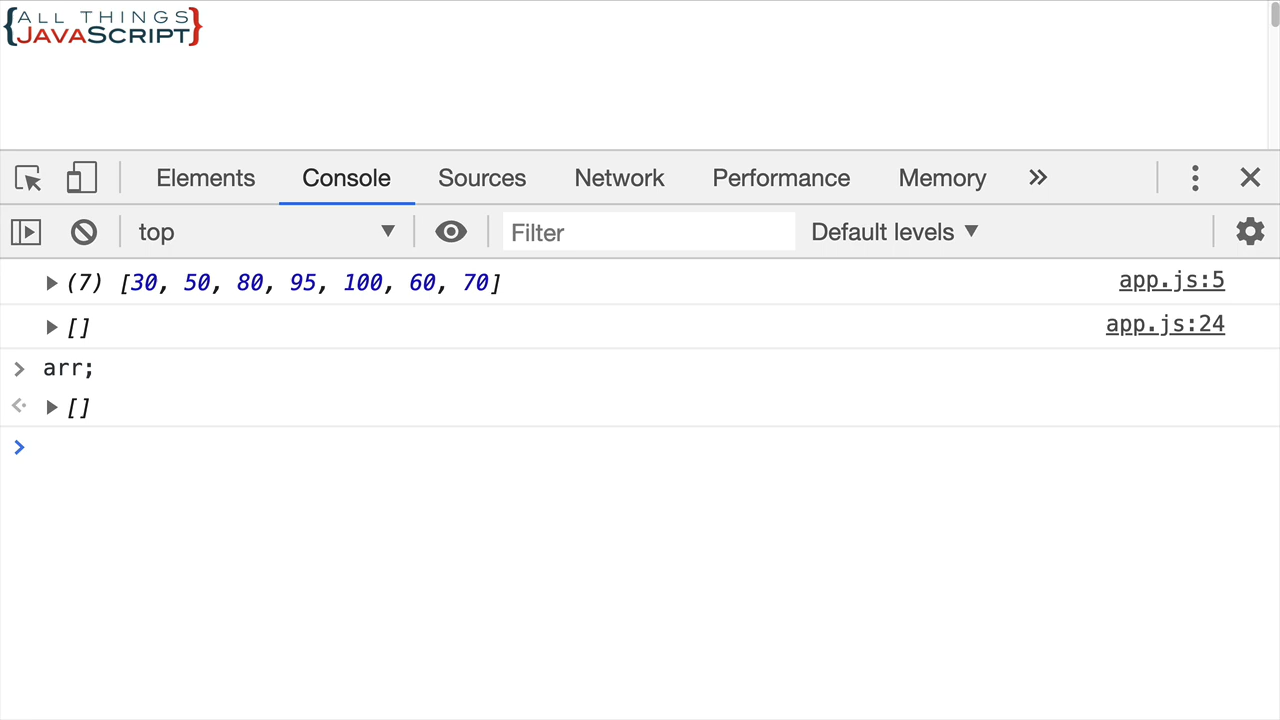 {ALL THINGS
JAVASCRIPT}
Elements Console Sources Network Performance Memory »
top Filter Default levels
(7) [30, 50, 80, 95, 100, 60, 70] app.js:5
[] app.js:24
> arr;
[]
>